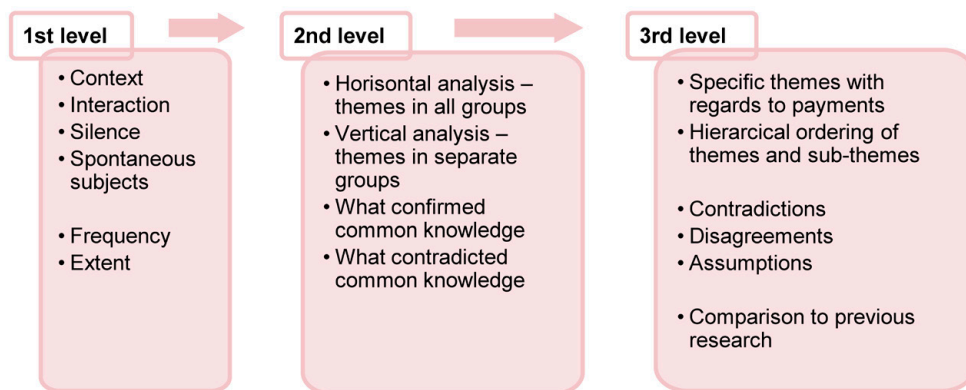 1st level
• Context
• Interaction
• Silence
• Spontaneous
subjects
• Frequency
• Extent
2nd level
• Horisontal analysis –
themes in all groups
• Vertical analysis –
themes in separate
groups
• What confirmed
common knowledge
• What contradicted
common knowledge
3rd level
• Specific themes with
regards to payments
• Hierarcical ordering of
themes and sub-themes
• Contradictions
• Disagreements
• Assumptions
• Comparison to previous
research